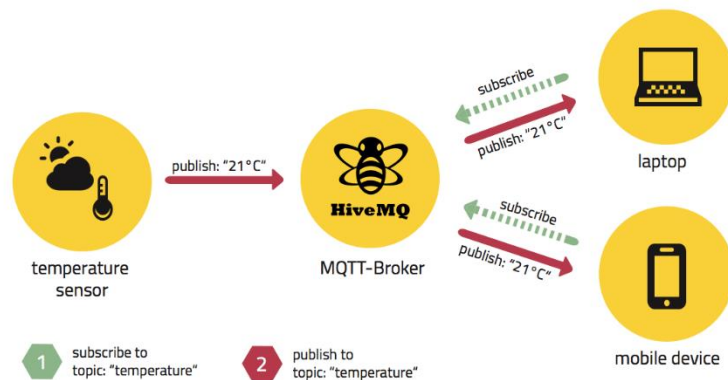 publish: "21°C"
temperature
sensor
HiveMQ
MQTT-Broker
subscribe
publish: "21°C"
laptop
subscribe
publish: "21°C"
mobile device
1
subscribe to
topic: "temperature"
2
publish to
topic: "temperature"